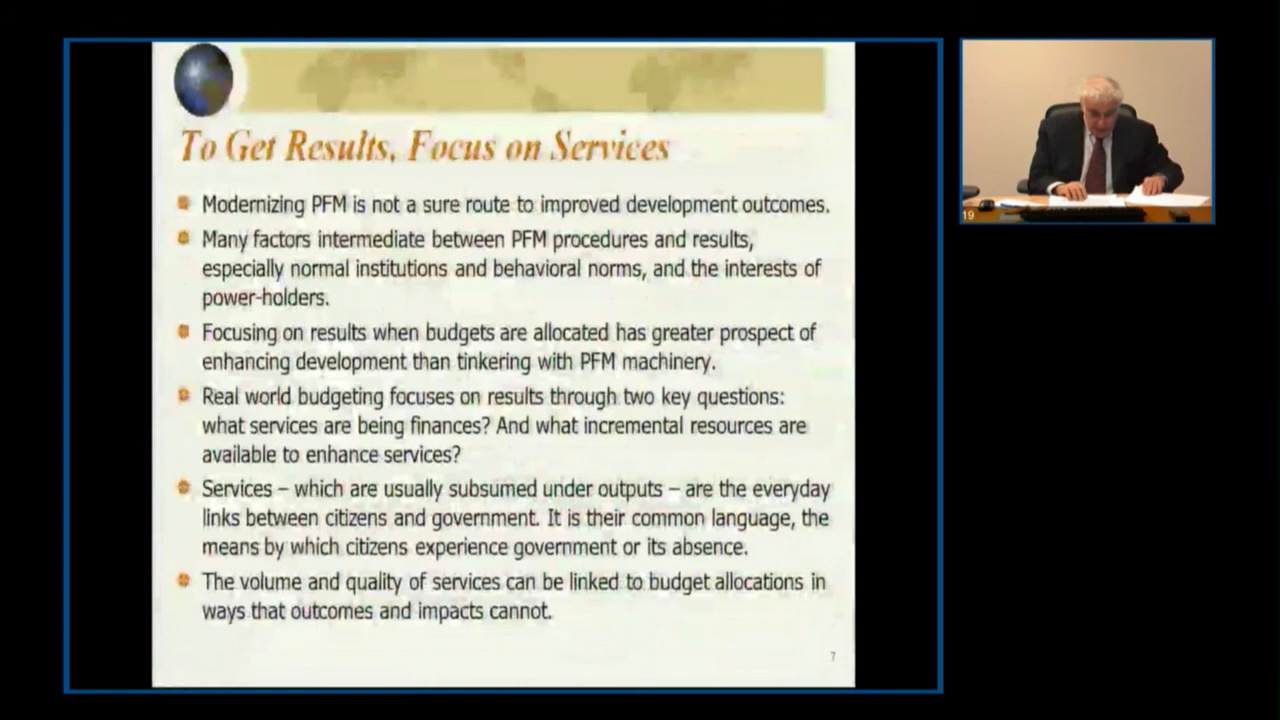 To Get Results, Focus on Services
Modernizing PFM is not a sure route to improved development outcomes.
Many factors intermediate between PFM procedures and results,
especially normal institutions and behavioral norms, and the interests of
power-holders.
Focusing on results when budgets are allocated has greater prospect of
enhancing development than tinkering with PFM machinery.
Real world budgeting focuses on results through two key questions:
what services are being finances? And what incremental resources are
available to enhance services?
Services – which are usually subsumed under outputs – are the everyday
links between citizens and government. It is their common language, the
means by which citizens experience government or its absence.
The volume and quality of services can be linked to budget allocations in
ways that outcomes and impacts cannot.
7
19